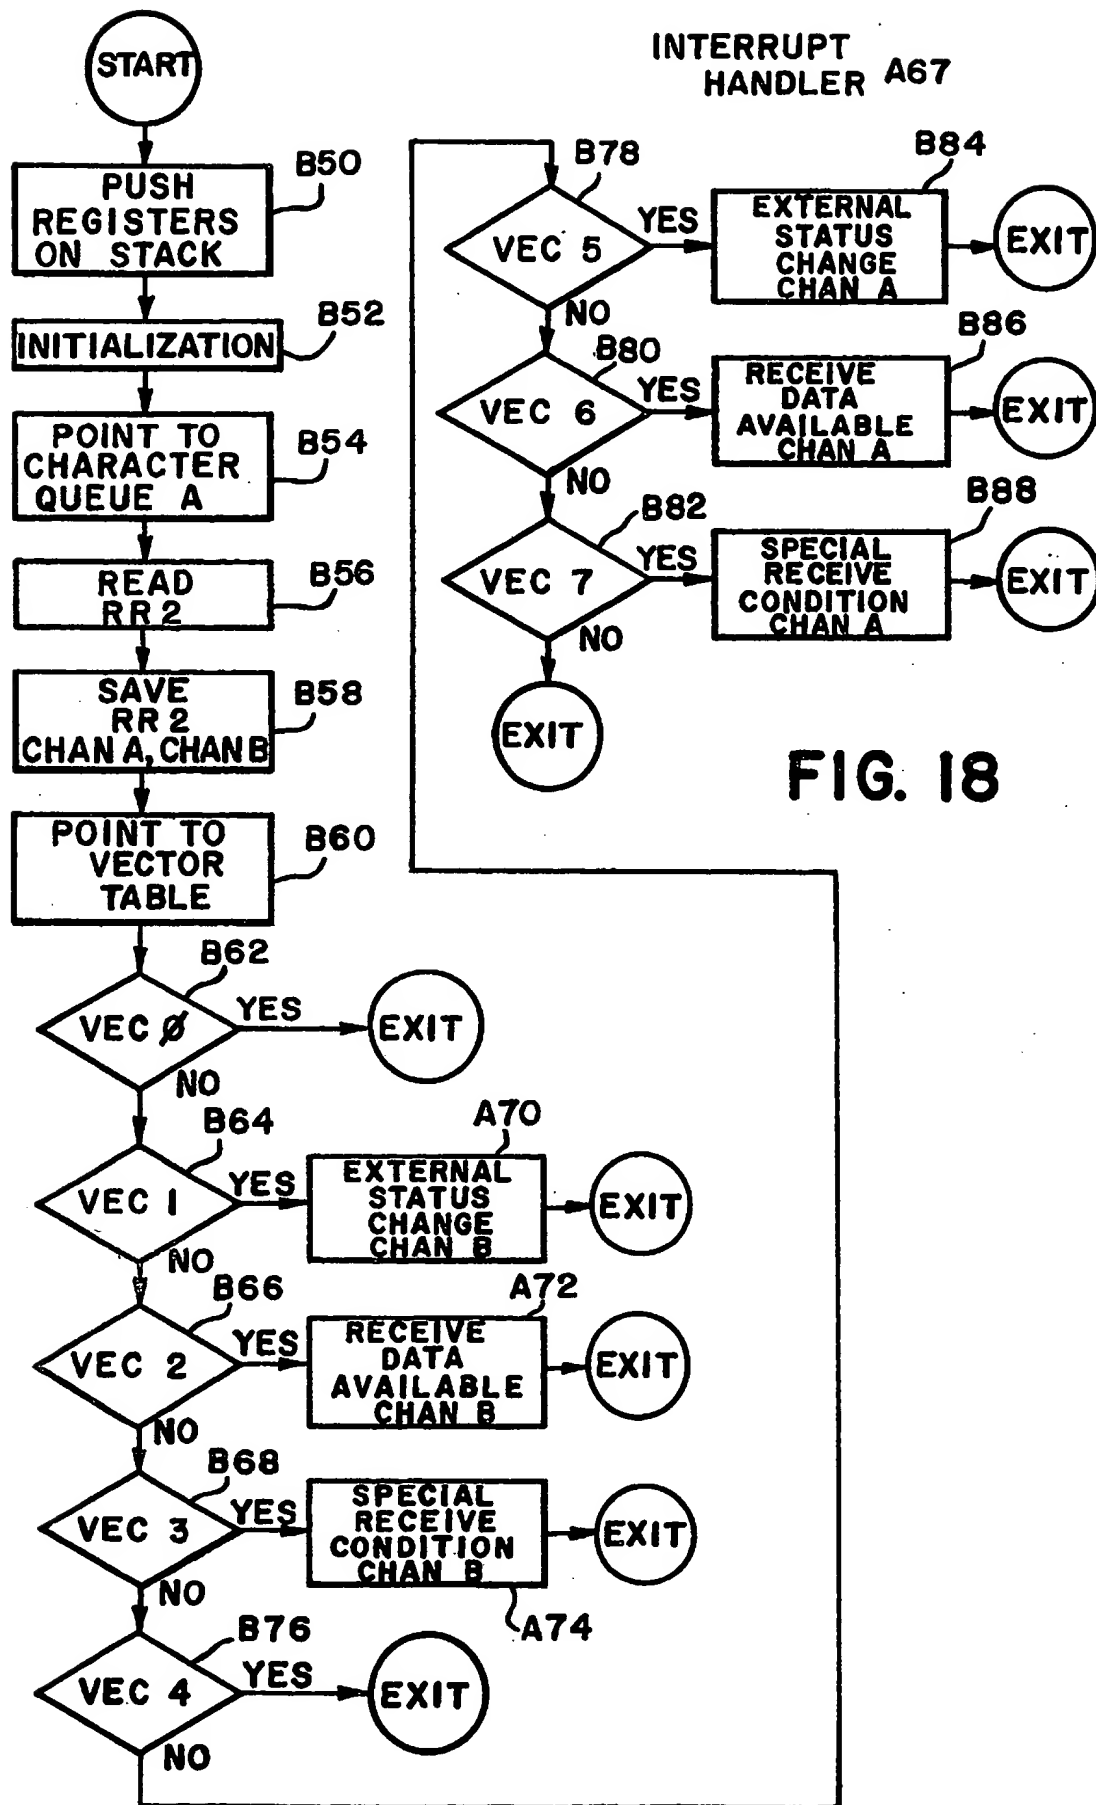 START
INTERRUPT
HANDLER A67
B50
PUSH
REGISTERS
ON STACK
B52
INITIALIZATION
B54
POINT TO
CHARACTER
QUEUE A
B56
READ
RR2
B58
SAVE
RR2
CHAN A, CHAN B
B60
POINT TO
VECTOR
TABLE
B62
VEC Ø
YES
EXIT
NO
B64
VEC 1
YES
A70
EXTERNAL
STATUS
CHANGE
CHAN B
EXIT
NO
B66
VEC 2
YES
A72
RECEIVE
DATA
AVAILABLE
CHAN B
EXIT
NO
B68
VEC 3
YES
SPECIAL
RECEIVE
CONDITION
CHAN B
A74
EXIT
NO
B76
VEC 4
YES
EXIT
NO
B78
VEC 5
YES
B84
EXTERNAL
STATUS
CHANGE
CHAN A
EXIT
NO
B80
VEC 6
YES
B86
RECEIVE
DATA
AVAILABLE
CHAN A
EXIT
NO
B82
VEC 7
YES
B88
SPECIAL
RECEIVE
CONDITION
CHAN A
EXIT
NO
EXIT
FIG. 18